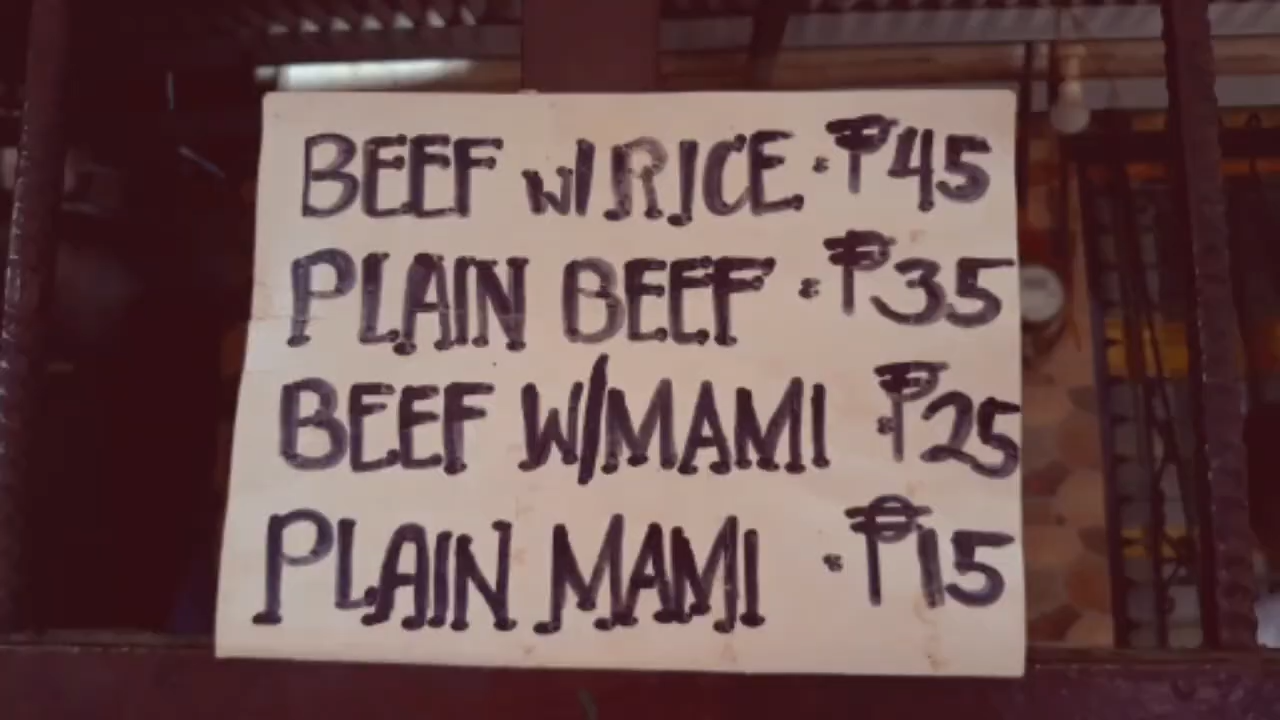 BEEF W/RICE : ₱45
PLAIN BEEF : ₱35
BEEF W/MAMI : ₱25
PLAIN MAMI : ₱15